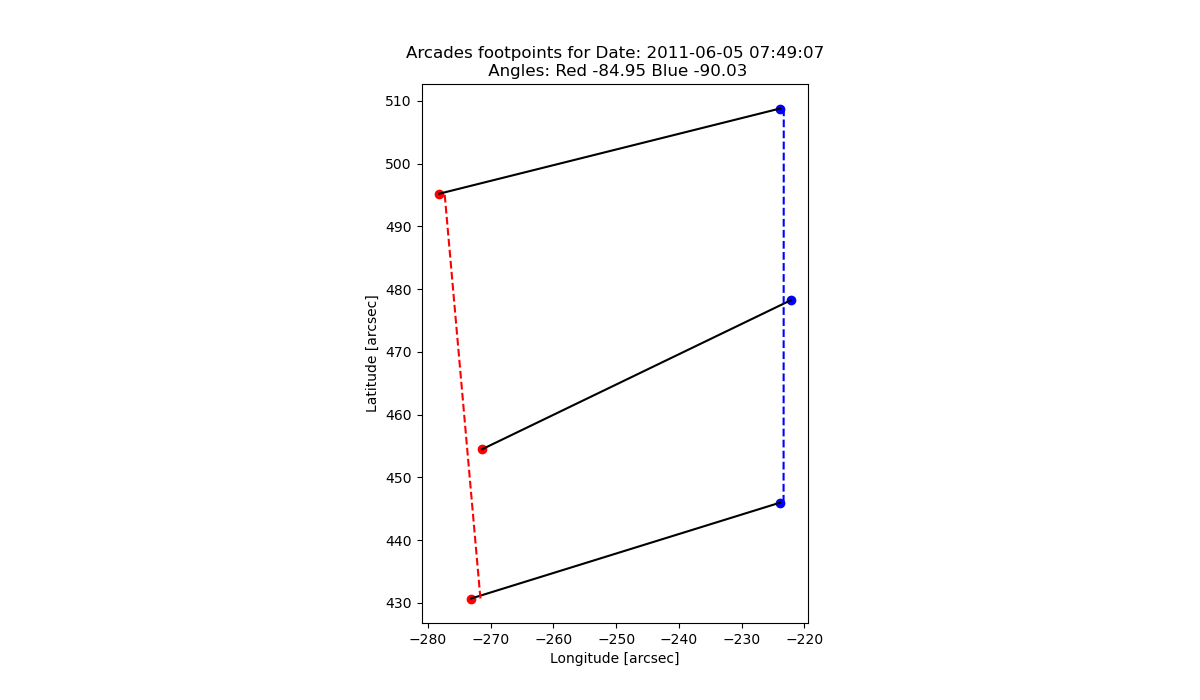 Arcades footpoints for Date: 2011-06-05 07:49:07
Angles: Red -84.95 Blue -90.03
510
500
490
480
470
460
450
440
430
Latitude [arcsec]
−280 −270 −260 −250 −240 −230 −220
Longitude [arcsec]